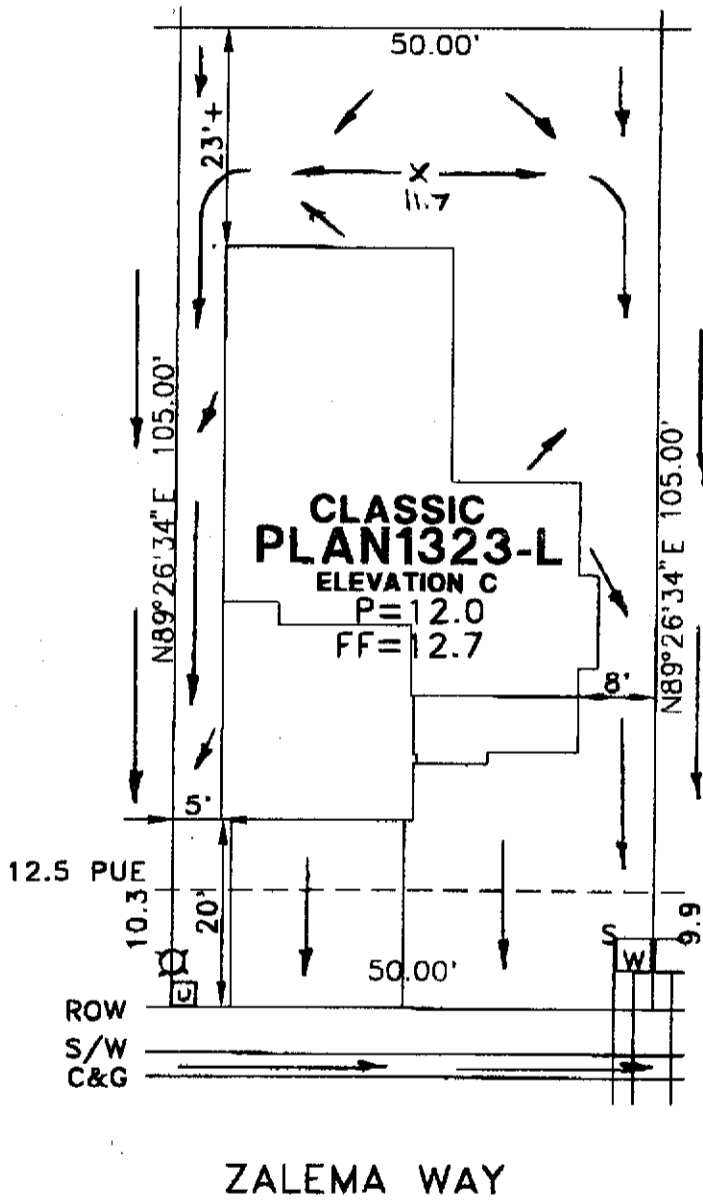 50.00'
23'+
X
11.7
N89°26'34"E 105.00'
CLASSIC
PLAN1323-L
ELEVATION C
P=12.0
FF=12.7
N89°26'34"E 105.00'
8'
5'
12.5 PUE
10.3
20'
9.9
S
W
50.00'
U
ROW
S/W
C&G
ZALEMA WAY